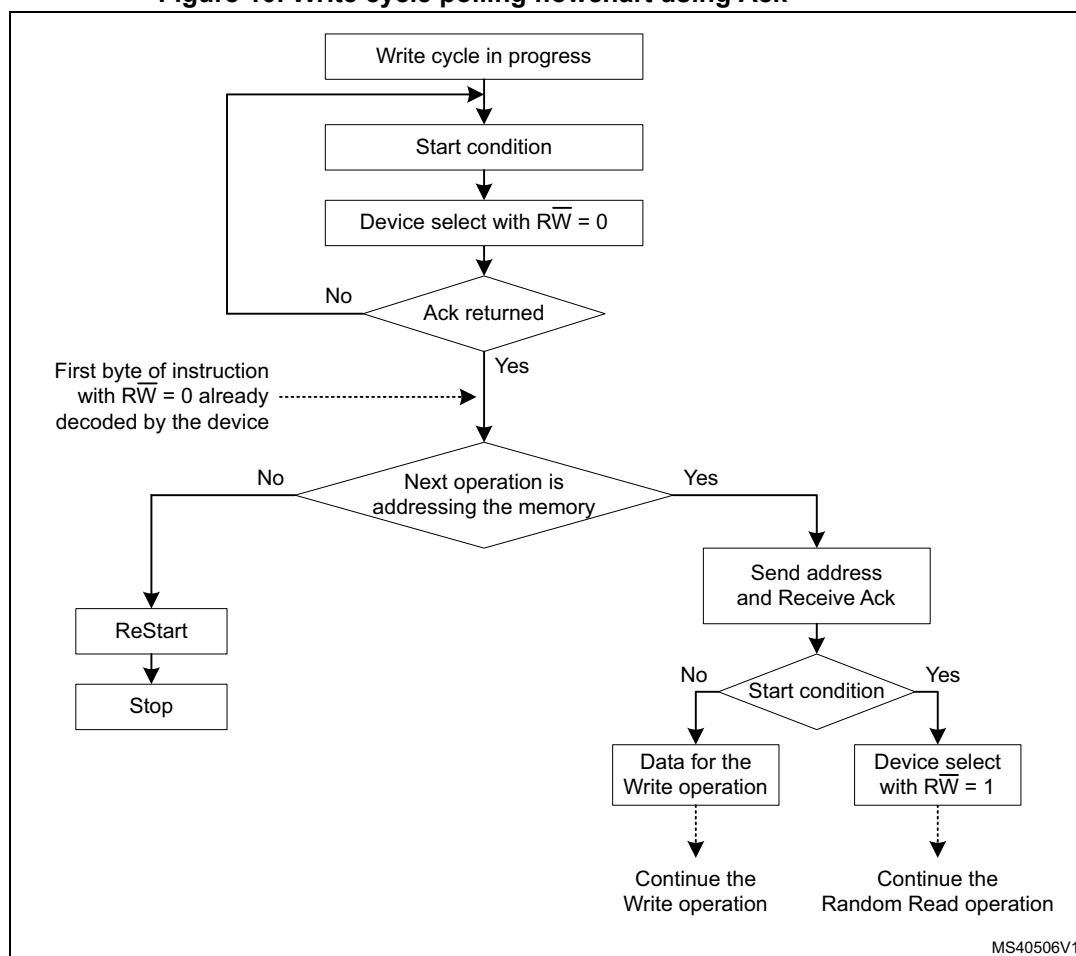 Figure 10. Write cycle polling flowchart using Ack
Write cycle in progress
Start condition
Device select with RW̅ = 0
No
Ack returned
Yes
First byte of instruction
with RW̅ = 0 already
decoded by the device
No
Next operation is
addressing the memory
Yes
Send address
and Receive Ack
ReStart
Stop
No
Start condition
Yes
Data for the
Write operation
Device select
with RW̅ = 1
Continue the
Write operation
Continue the
Random Read operation
MS40506V1